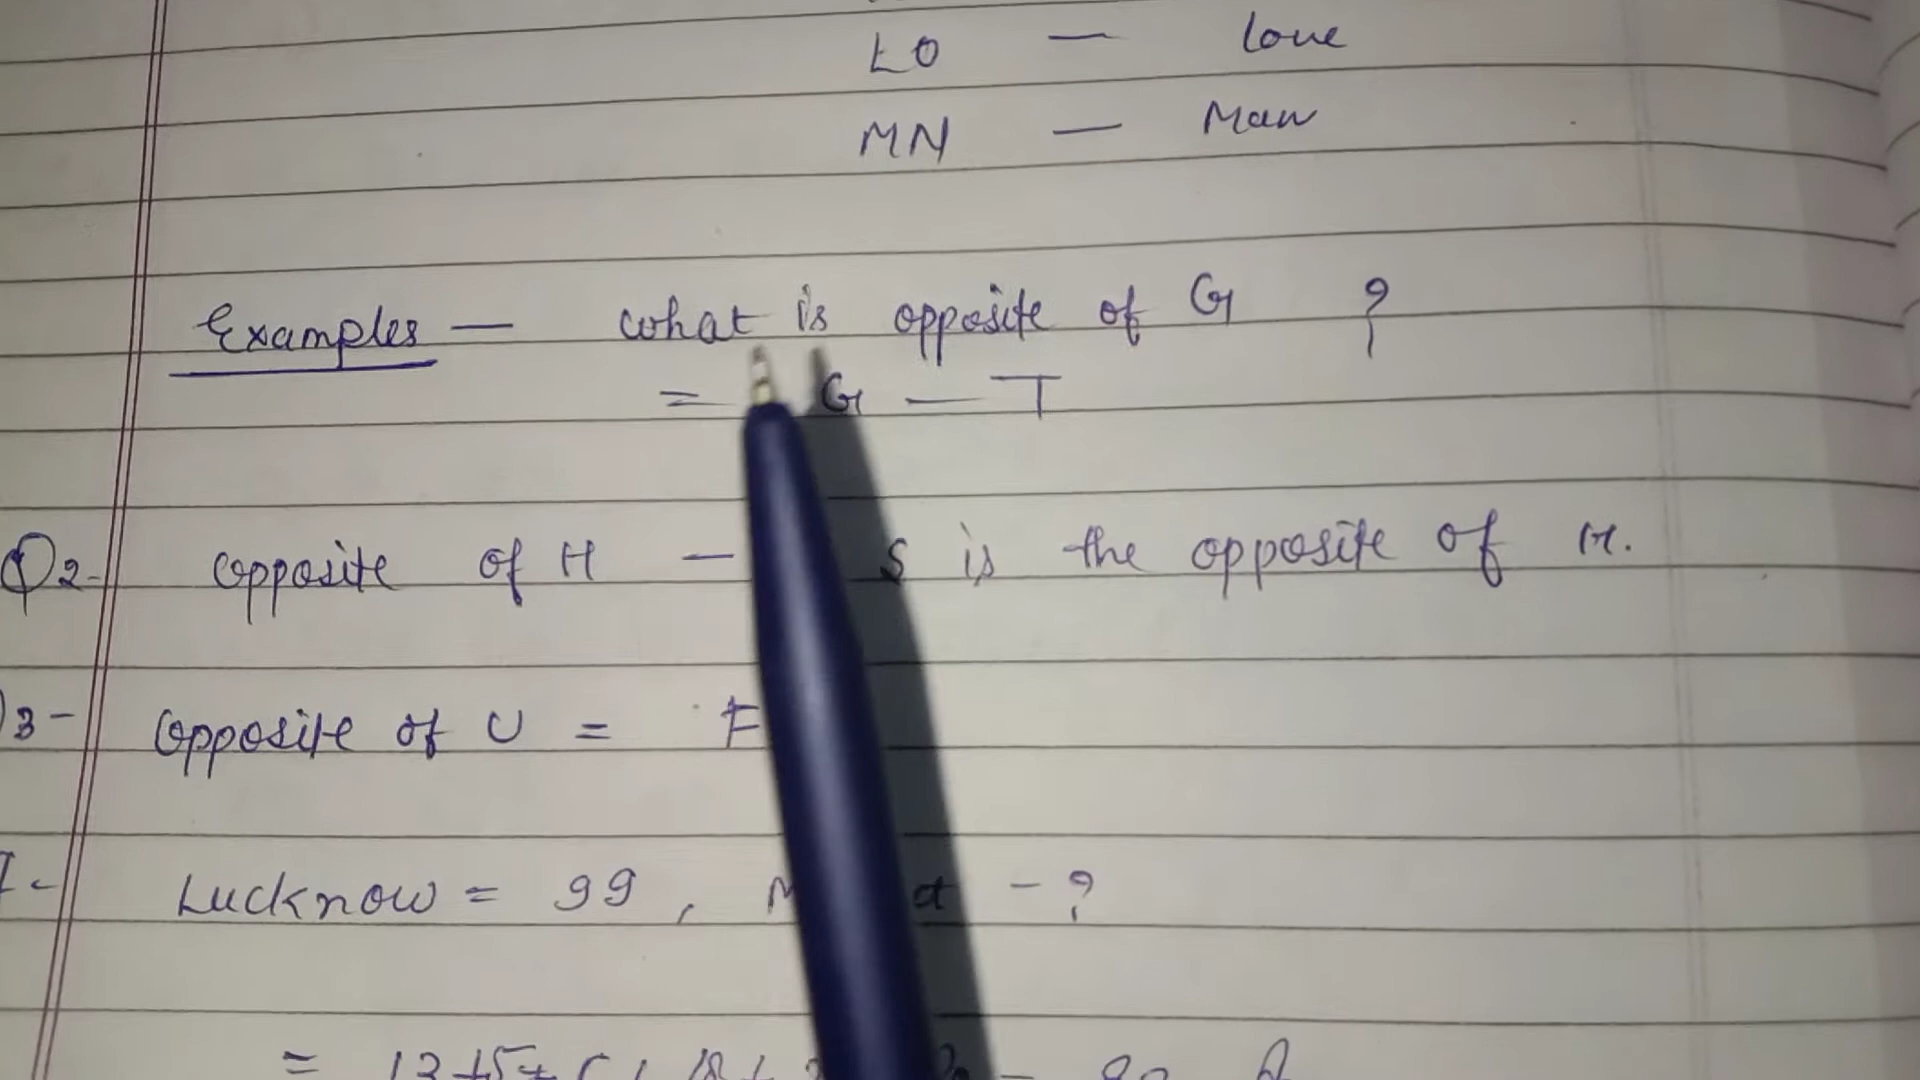 LO — Love
MN — Man
Examples — What is opposite of G ?
= G — T
Q2- Opposite of H — S is the opposite of H.
3- Opposite of U = F
Lucknow = 99, - ?
=